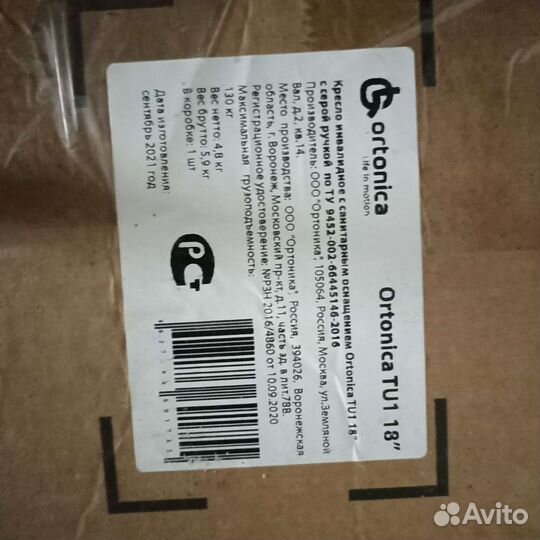 ortonica
Life in motion
Ortonica TU1 18"
Кресло инвалидное с санитарным оснащением Ortonica TU1 18"
с серой ручкой по ТУ 9452-002-66445146-2016
Производитель: ООО "Ортоника", 105064, Россия, Москва, ул.Земляной
Вал, д.2, кв.14.
Место производства: ООО "Ортоника", Россия, 394026, Воронежская
область, г. Воронеж, Московский пр-кт, д.11, часть зд. в лит.78В.
Регистрационное удостоверение: №РЗН 2016/4860 от 10.09.2020
Максимальная грузоподъемность:
130 кг
Вес нетто: 4,8 кг
Вес брутто: 5,9 кг
В коробке: 1 шт
Дата изготовления:
сентябрь 2021 год
РСТ
Avito